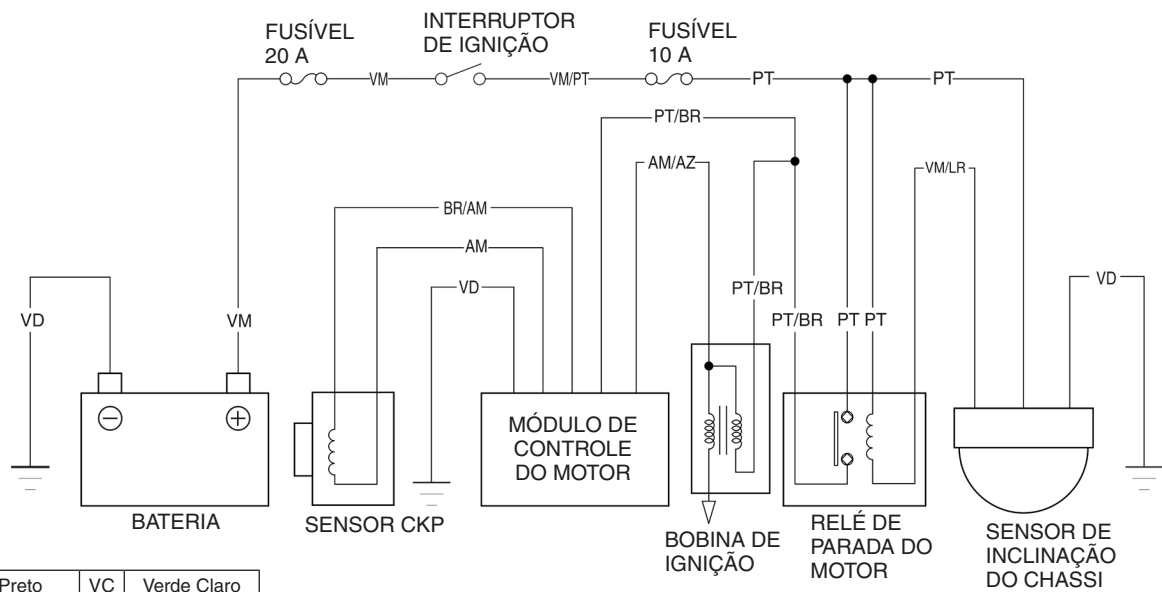 FUSÍVEL
20 A
INTERRUPTOR
DE IGNIÇÃO
FUSÍVEL
10 A
VM
VM/PT
PT
PT
PT/BR
AM/AZ
VM/LR
BR/AM
AM
VD
VD
VM
VD
PT/BR
PT/BR
PT
PT
MÓDULO DE
CONTROLE
DO MOTOR
BATERIA
SENSOR CKP
BOBINA DE
IGNIÇÃO
RELÉ DE
PARADA DO
MOTOR
SENSOR DE
INCLINAÇÃO
DO CHASSI
Preto VC Verde Claro